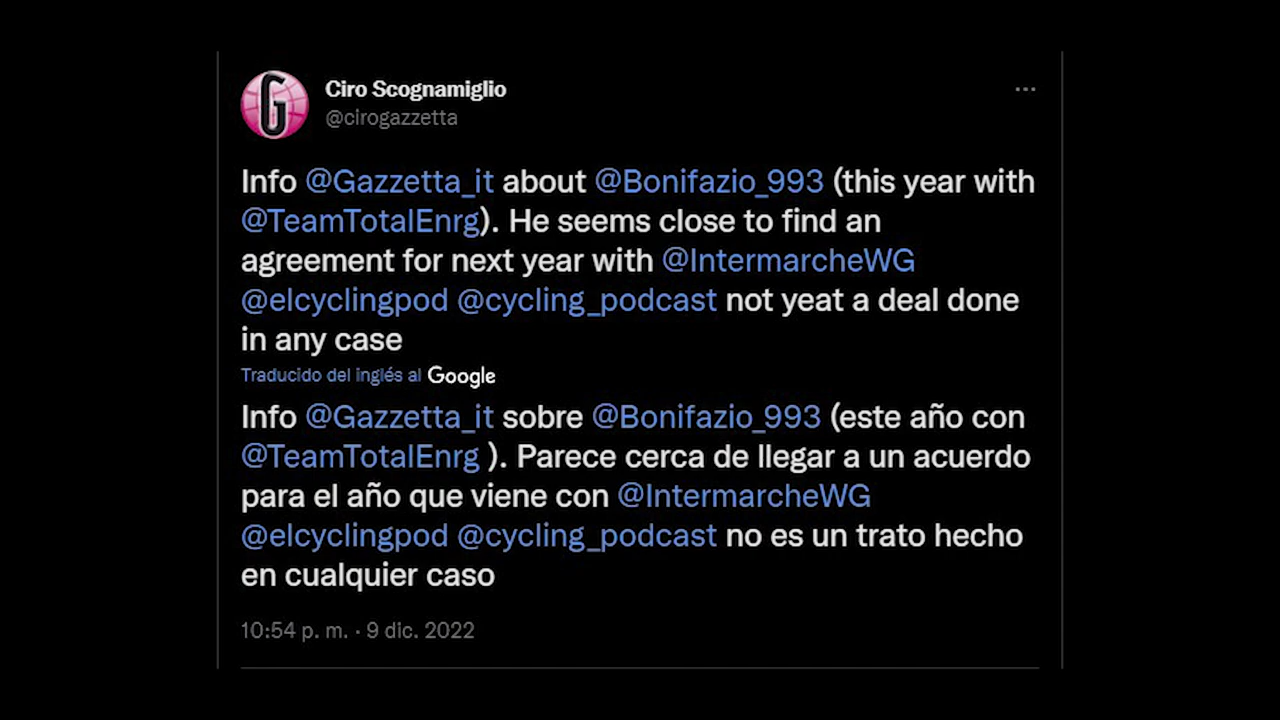 G
Ciro Scognamiglio
@cirogazzetta
...
Info @Gazzetta_it about @Bonifazio_993 (this year with
@TeamTotalEnrg). He seems close to find an
agreement for next year with @IntermarcheWG
@elcyclingpod @cycling_podcast not yeat a deal done
in any case
Traducido del inglés al Google
Info @Gazzetta_it sobre @Bonifazio_993 (este año con
@TeamTotalEnrg ). Parece cerca de llegar a un acuerdo
para el año que viene con @IntermarcheWG
@elcyclingpod @cycling_podcast no es un trato hecho
en cualquier caso
10:54 p. m. · 9 dic. 2022